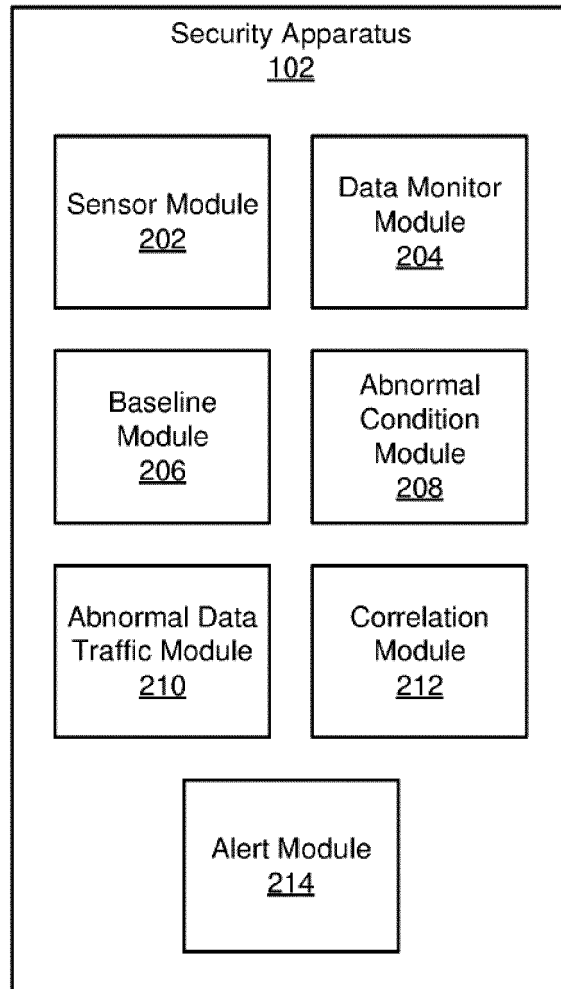 Security Apparatus
102
Sensor Module
202
Data Monitor
Module
204
Baseline
Module
206
Abnormal
Condition
Module
208
Abnormal Data
Traffic Module
210
Correlation
Module
212
Alert Module
214